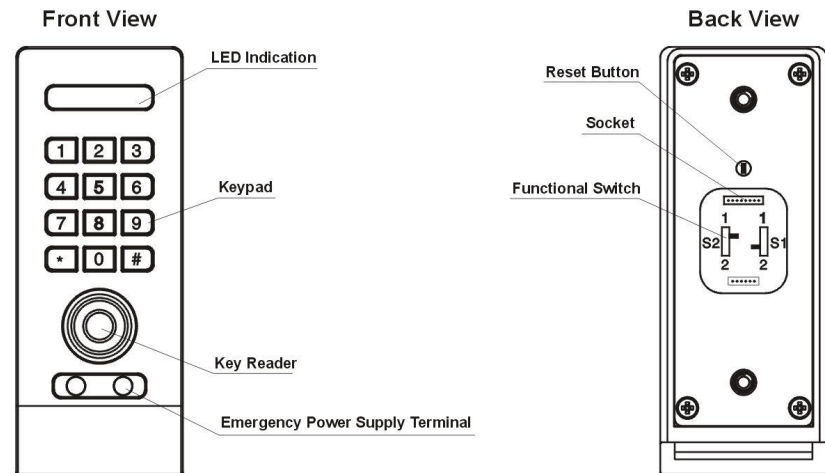 Front View
LED Indication
1 2 3
4 5 6
Keypad
7 8 9
* 0 #
Key Reader
Emergency Power Supply Terminal
Back View
Reset Button
Socket
Functional Switch
1 1
S2 S1
2 2